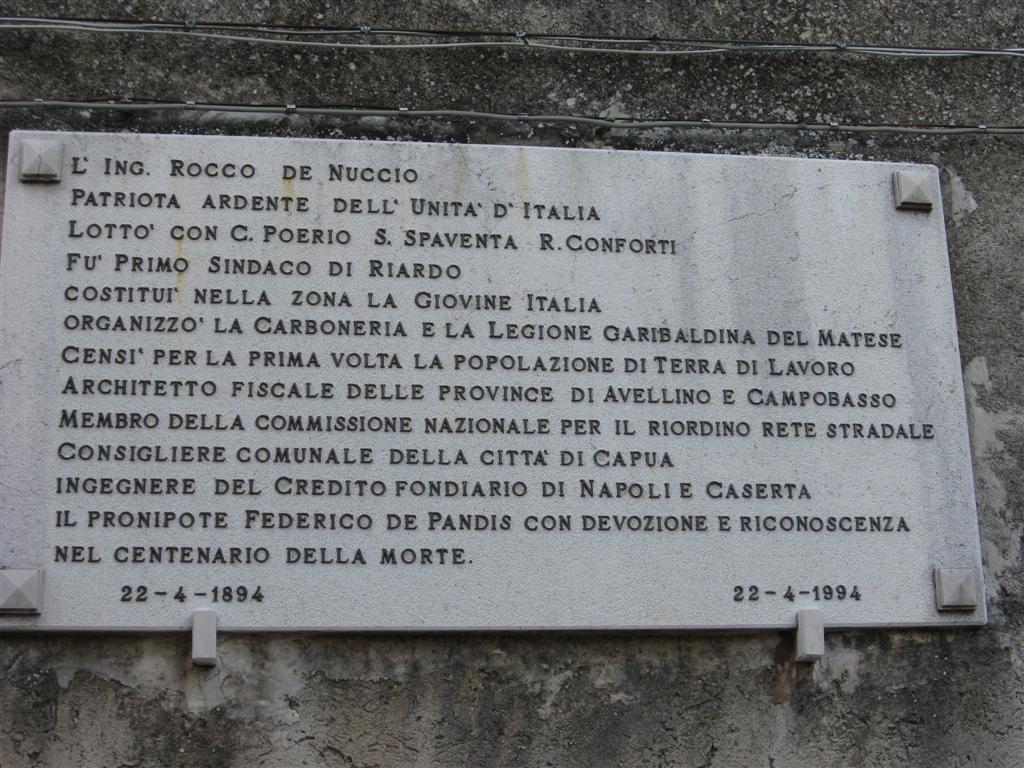 L' ING. ROCCO DE NUCCIO
PATRIOTA ARDENTE DELL' UNITA' D' ITALIA
LOTTO' CON C. POERIO S. SPAVENTA R. CONFORTI
FU' PRIMO SINDACO DI RIARDO
COSTITUI' NELLA ZONA LA GIOVINE ITALIA
ORGANIZZO' LA CARBONERIA E LA LEGIONE GARIBALDINA DEL MATESE
CENSI' PER LA PRIMA VOLTA LA POPOLAZIONE DI TERRA DI LAVORO
ARCHITETTO FISCALE DELLE PROVINCE DI AVELLINO E CAMPOBASSO
MEMBRO DELLA COMMISSIONE NAZIONALE PER IL RIORDINO RETE STRADALE
CONSIGLIERE COMUNALE DELLA CITTA' DI CAPUA
INGEGNERE DEL CREDITO FONDIARIO DI NAPOLI E CASERTA
IL PRONIPOTE FEDERICO DE PANDIS CON DEVOZIONE E RICONOSCENZA
NEL CENTENARIO DELLA MORTE.
22-4-1894 22-4-1994